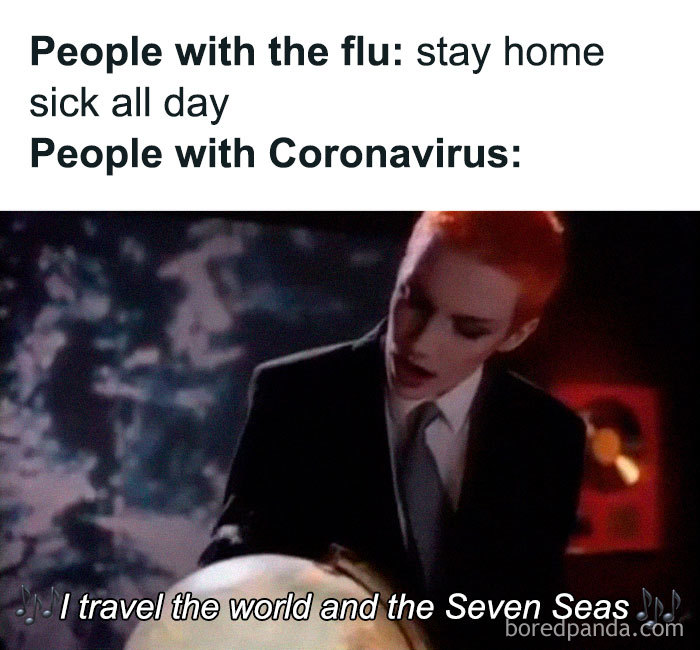 People with the flu: stay home
sick all day
People with Coronavirus:
🎶 I travel the world and the Seven Seas 🎶
boredpanda.com